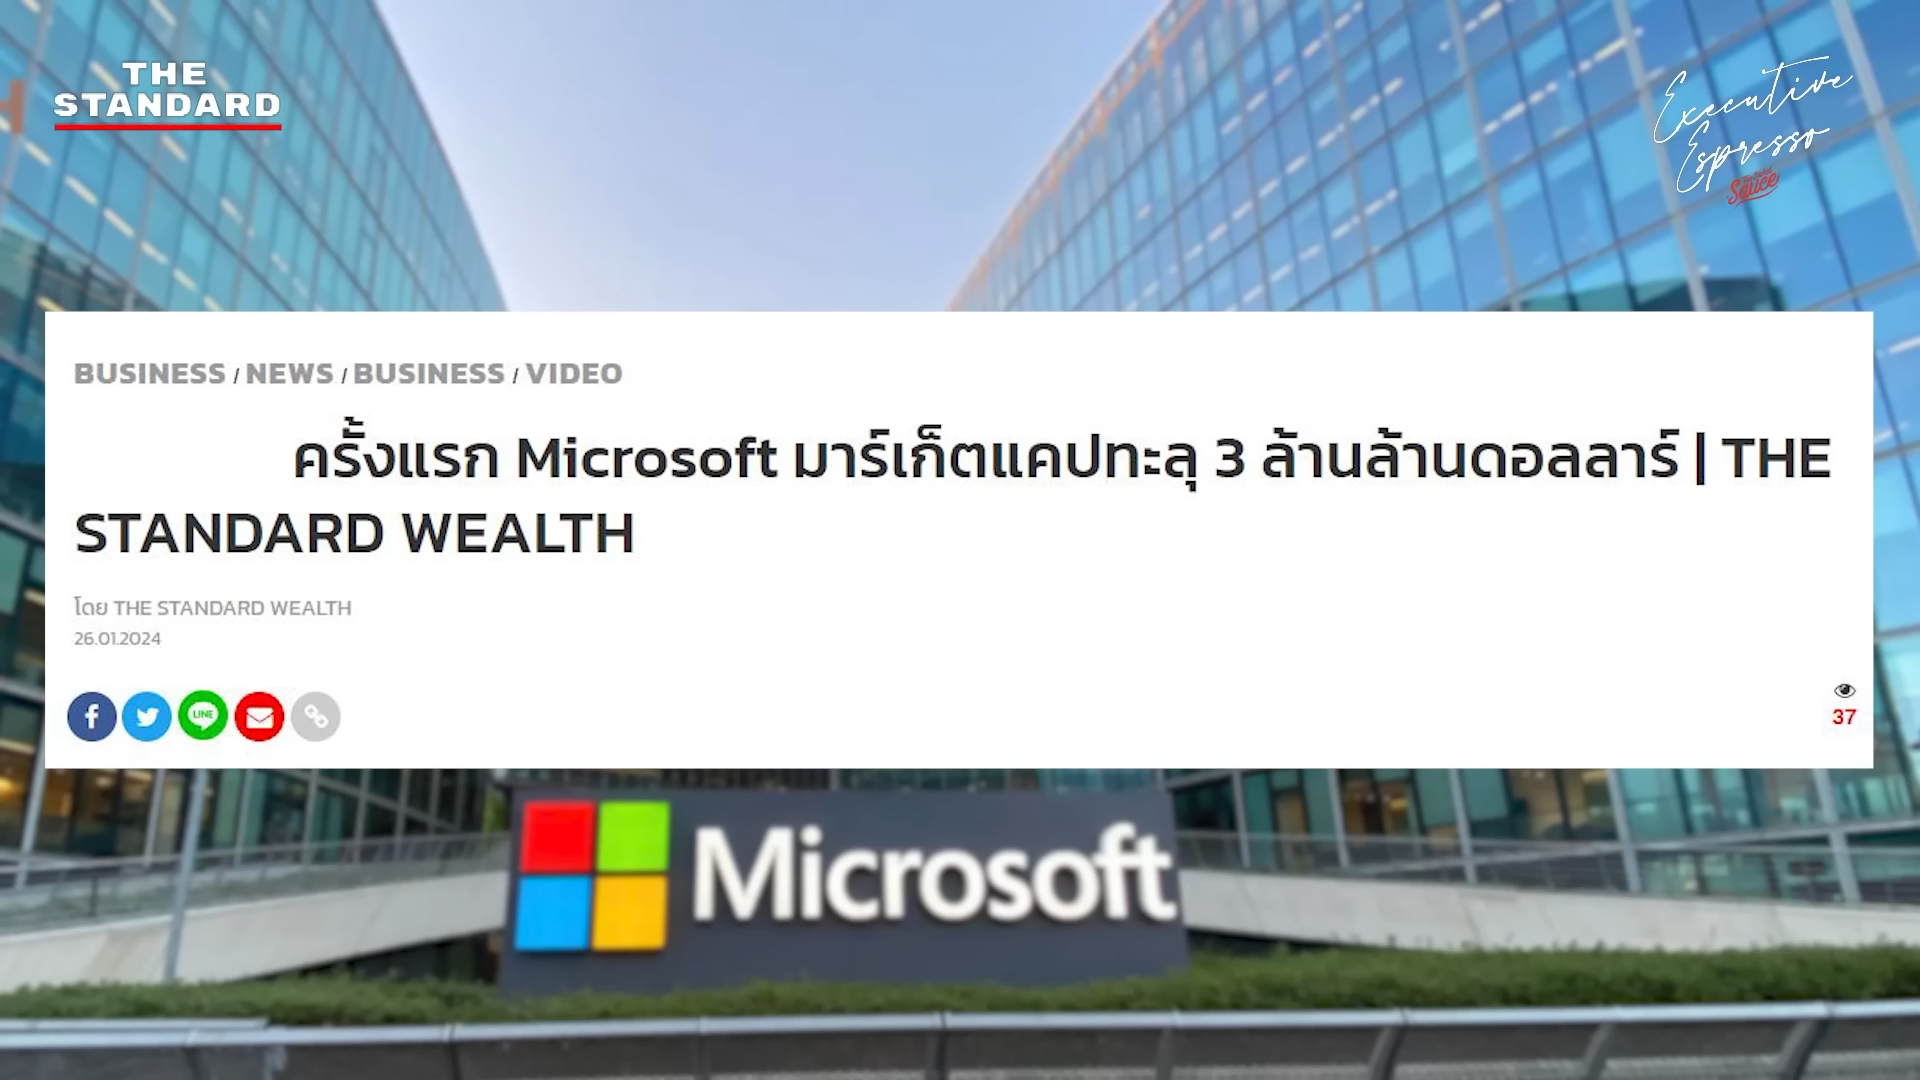 THE
STANDARD
Executive
Espresso
Sauce
BUSINESS / NEWS / BUSINESS / VIDEO
ครั้งแรก Microsoft มาร์เก็ตแคปทะลุ 3 ล้านล้านดอลลาร์ | THE
STANDARD WEALTH
โดย THE STANDARD WEALTH
26.01.2024
LINE
37
Microsoft